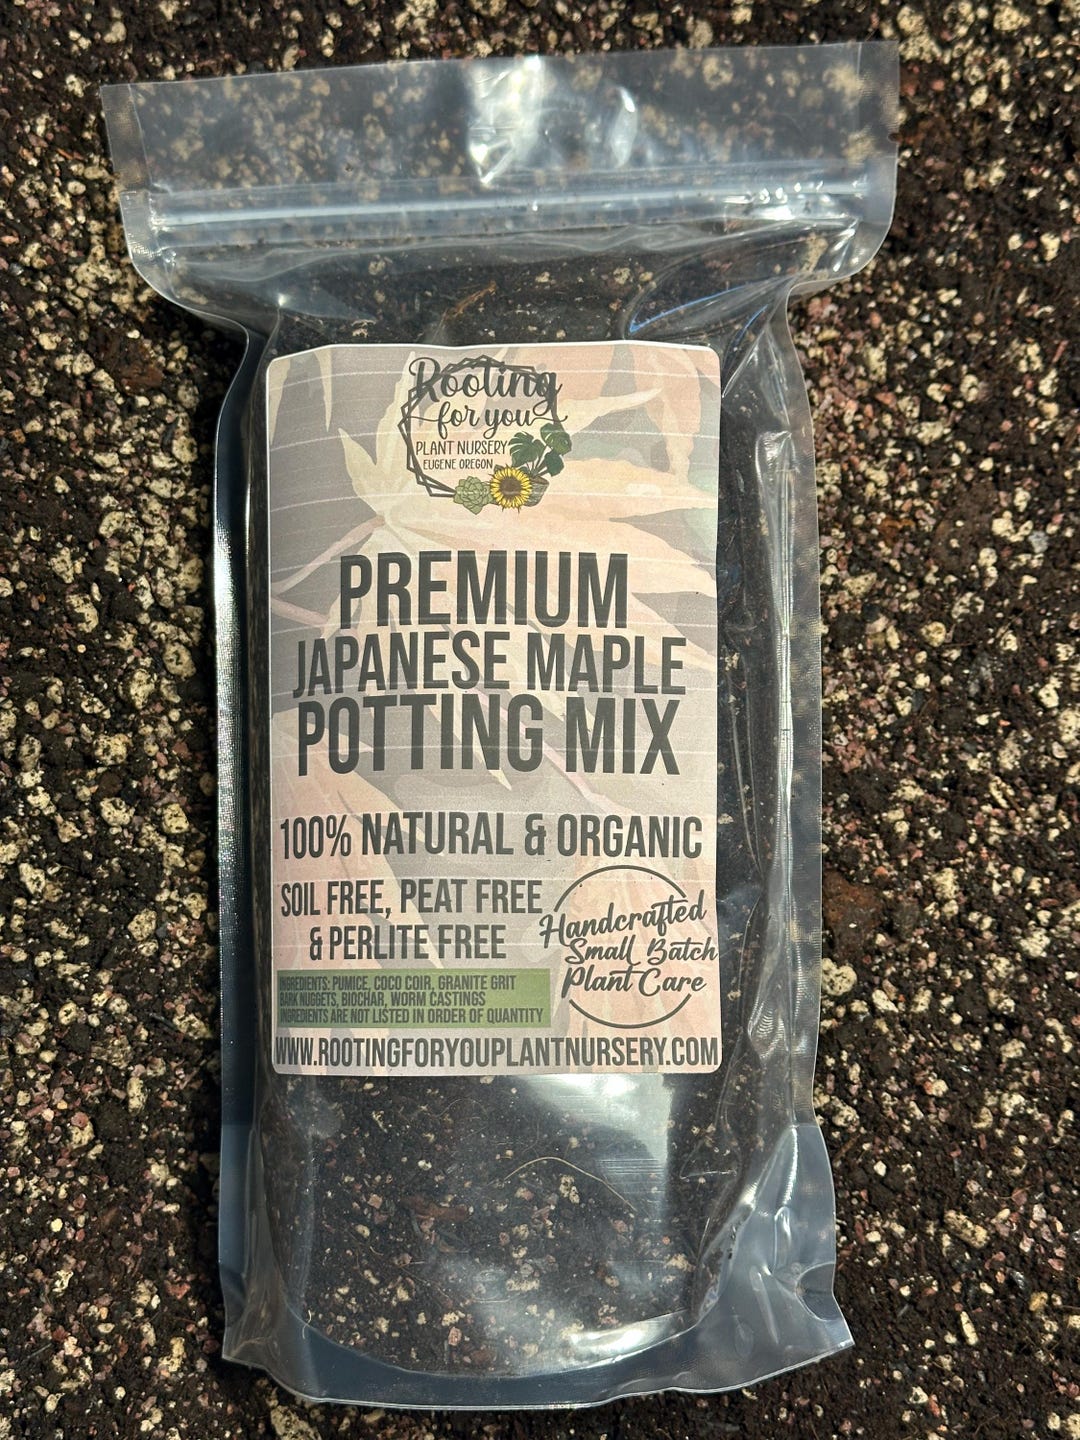 Rooting
for you
PLANT NURSERY
EUGENE OREGON
PREMIUM
JAPANESE MAPLE
POTTING MIX
100% NATURAL & ORGANIC
SOIL FREE, PEAT FREE
& PERLITE FREE
Handcrafted
Small Batch
Plant Care
INGREDIENTS: PUMICE, COCO COIR, GRANITE GRIT
BARK NUGGETS, BIOCHAR, WORM CASTINGS
INGREDIENTS ARE NOT LISTED IN ORDER OF QUANTITY
WWW.ROOTINGFORYOUPLANTNURSERY.COM